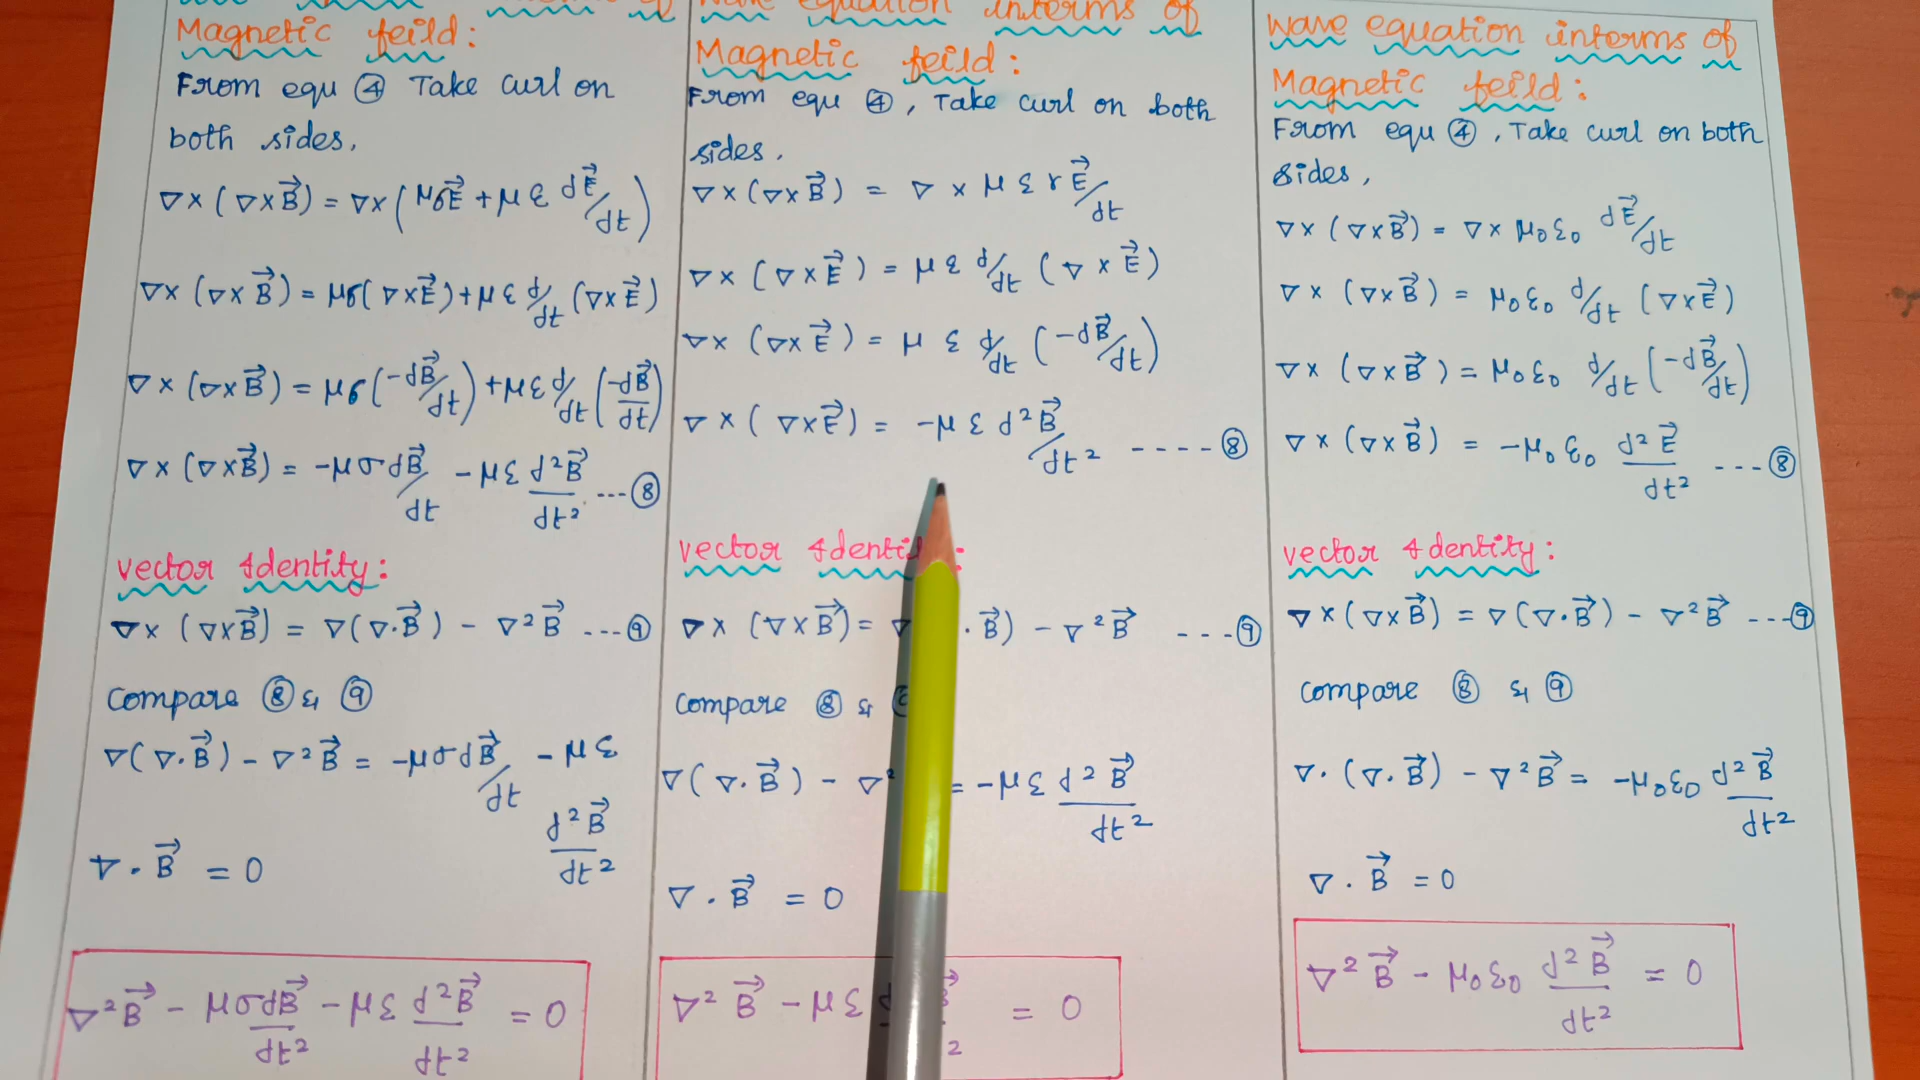 Magnetic feild:
From equ ④ Take curl on
both sides,
∇×(∇×B⃗) = ∇×(μσE⃗ + με dE⃗/dt)
∇×(∇×B⃗) = μσ(∇×E⃗) + με d/dt (∇×E⃗)
∇×(∇×B⃗) = μσ(-dB⃗/dt) + με d/dt (-dB⃗/dt)
∇×(∇×B⃗) = -μσ dB⃗/dt - με d²B⃗/dt² ---⑧
vector Identity:
∇×(∇×B⃗) = ∇(∇.B⃗) - ∇²B⃗ ---⑨
compare ⑧ & ⑨
∇(∇.B⃗) - ∇²B⃗ = -μσ dB⃗/dt - με
d²B⃗/dt²
∇.B⃗ = 0
∇²B⃗ - μσdB⃗/dt² - με d²B⃗/dt² = 0
wave equation interms of
Magnetic feild:
From equ ④, Take curl on both
sides.
∇×(∇×B⃗) = ∇ × μ ε r E⃗/dt
∇×(∇×E⃗) = με d/dt (∇×E⃗)
∇×(∇×E⃗) = μ ε d/dt (-dB⃗/dt)
∇×(∇×E⃗) = -μ ε d²B⃗/dt² ----⑧
vector
∇×(∇×B⃗) = .B⃗) - ∇²B⃗ ---⑨
compare ⑧ &
∇(∇.B⃗) - ∇² = -με d²B⃗/dt²
∇.B⃗ = 0
∇²B⃗ - με = 0
wave equation interms of
Magnetic feild:
From equ ④, Take curl on both
sides,
∇×(∇×B⃗) = ∇× μ₀ε₀ dE⃗/dt
∇×(∇×B⃗) = μ₀ε₀ d/dt (∇×E⃗)
∇×(∇×B⃗) = μ₀ε₀ d/dt (-dB⃗/dt)
∇×(∇×B⃗) = -μ₀ε₀ d²E⃗/dt² ---⑧
vector Identity:
∇×(∇×B⃗) = ∇(∇.B⃗) - ∇²B⃗ ---⑨
compare ⑧ & ⑨
∇.(∇.B⃗) - ∇²B⃗ = -μ₀ε₀ d²B⃗/dt²
∇.B⃗ = 0
∇²B⃗ - μ₀ε₀ d²B⃗/dt² = 0